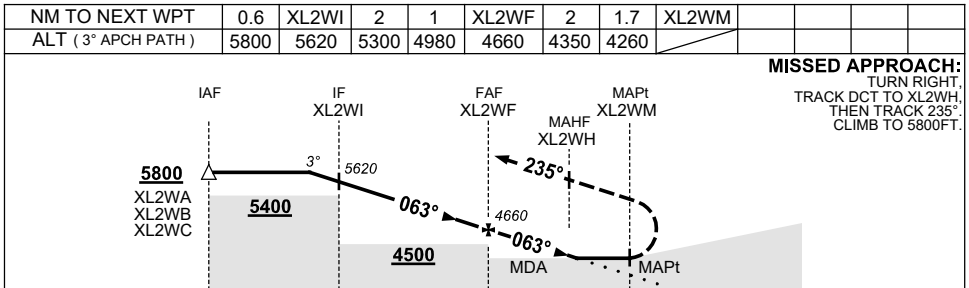 NM TO NEXT WPT 0.6 XL2WI 2 1 XL2WF 2 1.7 XL2WM
ALT ( 3° APCH PATH ) 5800 5620 5300 4980 4660 4350 4260
MISSED APPROACH:
TURN RIGHT,
TRACK DCT TO XL2WH,
THEN TRACK 235°.
CLIMB TO 5800FT.
IAF
IF
XL2WI
FAF
XL2WF
MAHF
XL2WH
MAPt
XL2WM
5800
XL2WA
XL2WB
XL2WC
3°
5620
235°
5400
063°
4660
063°
4500
MDA
MAPt